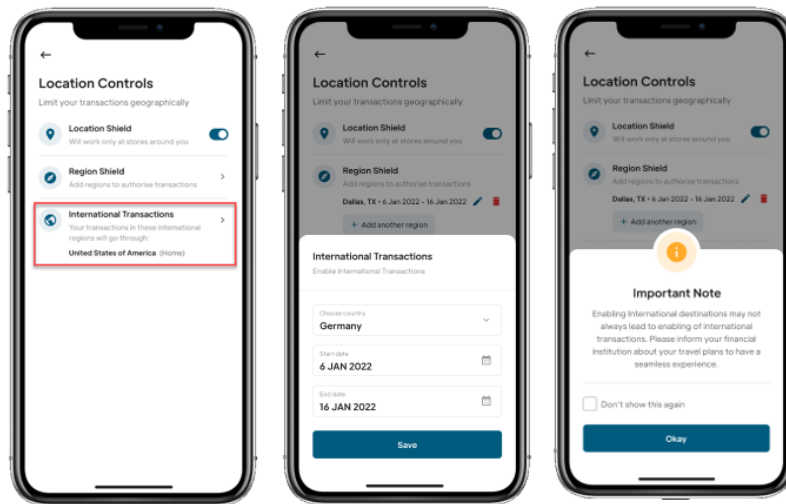 Location Controls
Limit your transactions geographically
Location Shield
Will work only at stores around you
Region Shield
Add regions to authorise transactions
International Transactions
Your transactions in these international
regions will go through:
United States of America (Home)
Location Controls
Limit your transactions geographically
Location Shield
Will work only at stores around you
Region Shield
Add regions to authorise transactions
Dallas, TX • 6 Jan 2022 - 16 Jan 2022
+ Add another region
International Transactions
Enable International Transactions
Choose country
Germany
Start date
6 JAN 2022
End date
16 JAN 2022
Save
Location Controls
Limit your transactions geographically
Location Shield
Will work only at stores around you
Region Shield
Add regions to authorise transactions
Dallas, TX • 6 Jan 2022 - 16 Jan 2022
+ Add another region
Important Note
Enabling International destinations may not
always lead to enabling of international
transactions. Please inform your financial
institution about your travel plans to have a
seamless experience.
Don't show this again
Okay